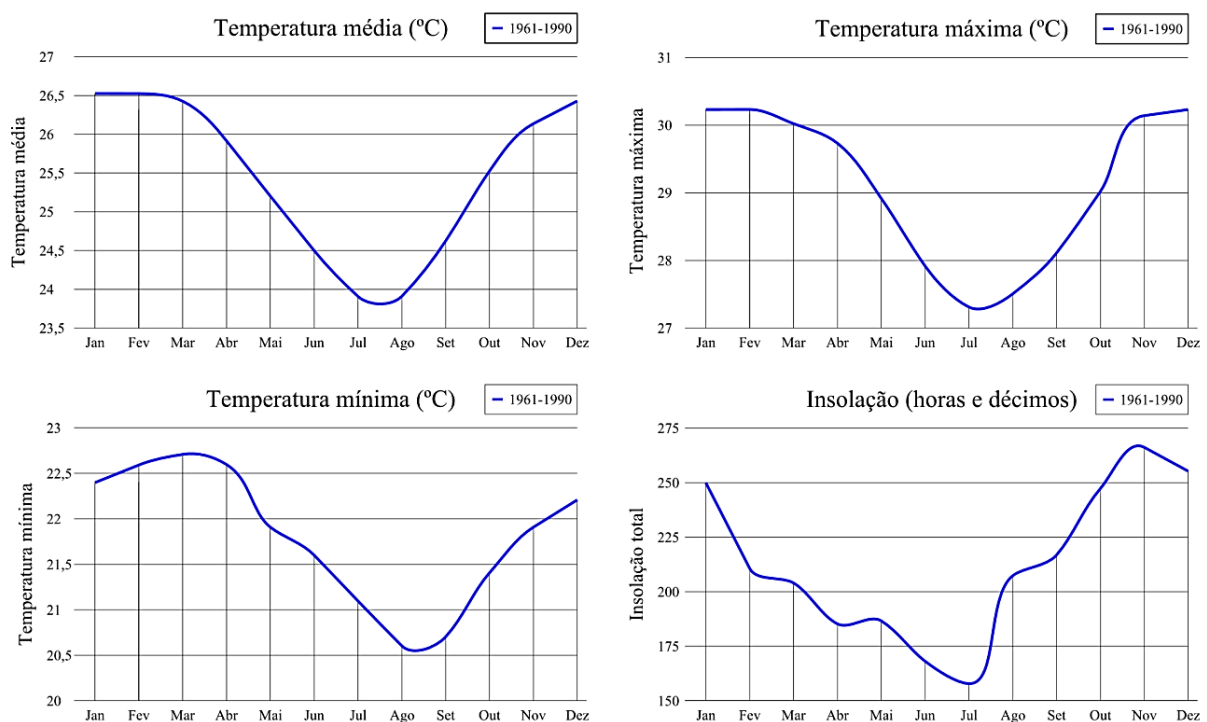 Temperatura média (ºC)
1961-1990
Temperatura média
27
26,5
26
25,5
25
24,5
24
23,5
Jan Fev Mar Abr Mai Jun Jul Ago Set Out Nov Dez
Temperatura máxima (ºC)
1961-1990
Temperatura máxima
31
30
29
28
27
Jan Fev Mar Abr Mai Jun Jul Ago Set Out Nov Dez
Temperatura mínima (ºC)
1961-1990
Temperatura mínima
23
22,5
22
21,5
21
20,5
20
Jan Fev Mar Abr Mai Jun Jul Ago Set Out Nov Dez
Insolação (horas e décimos)
1961-1990
Insolação total
275
250
225
200
175
150
Jan Fev Mar Abr Mai Jun Jul Ago Set Out Nov Dez